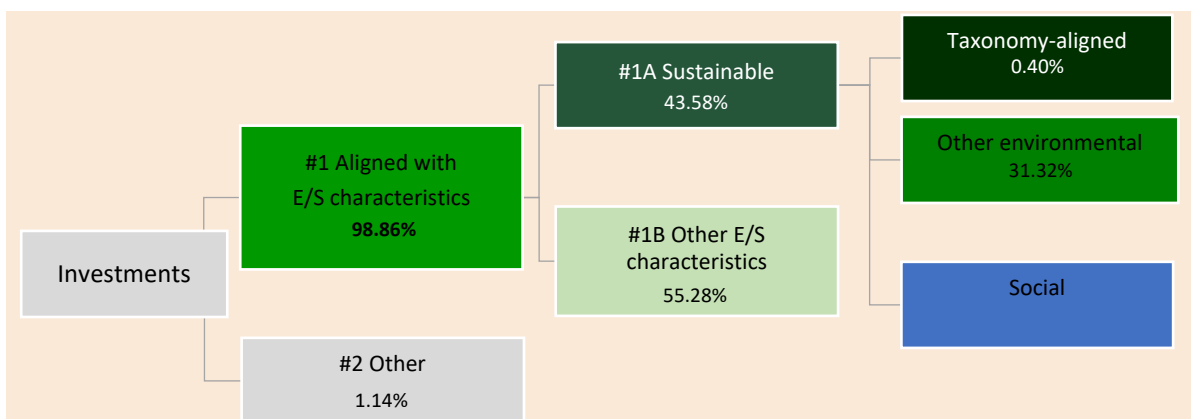 Investments
#1 Aligned with
E/S characteristics
98.86%
#2 Other
1.14%
#1A Sustainable
43.58%
#1B Other E/S
characteristics
55.28%
Taxonomy-aligned
0.40%
Other environmental
31.32%
Social